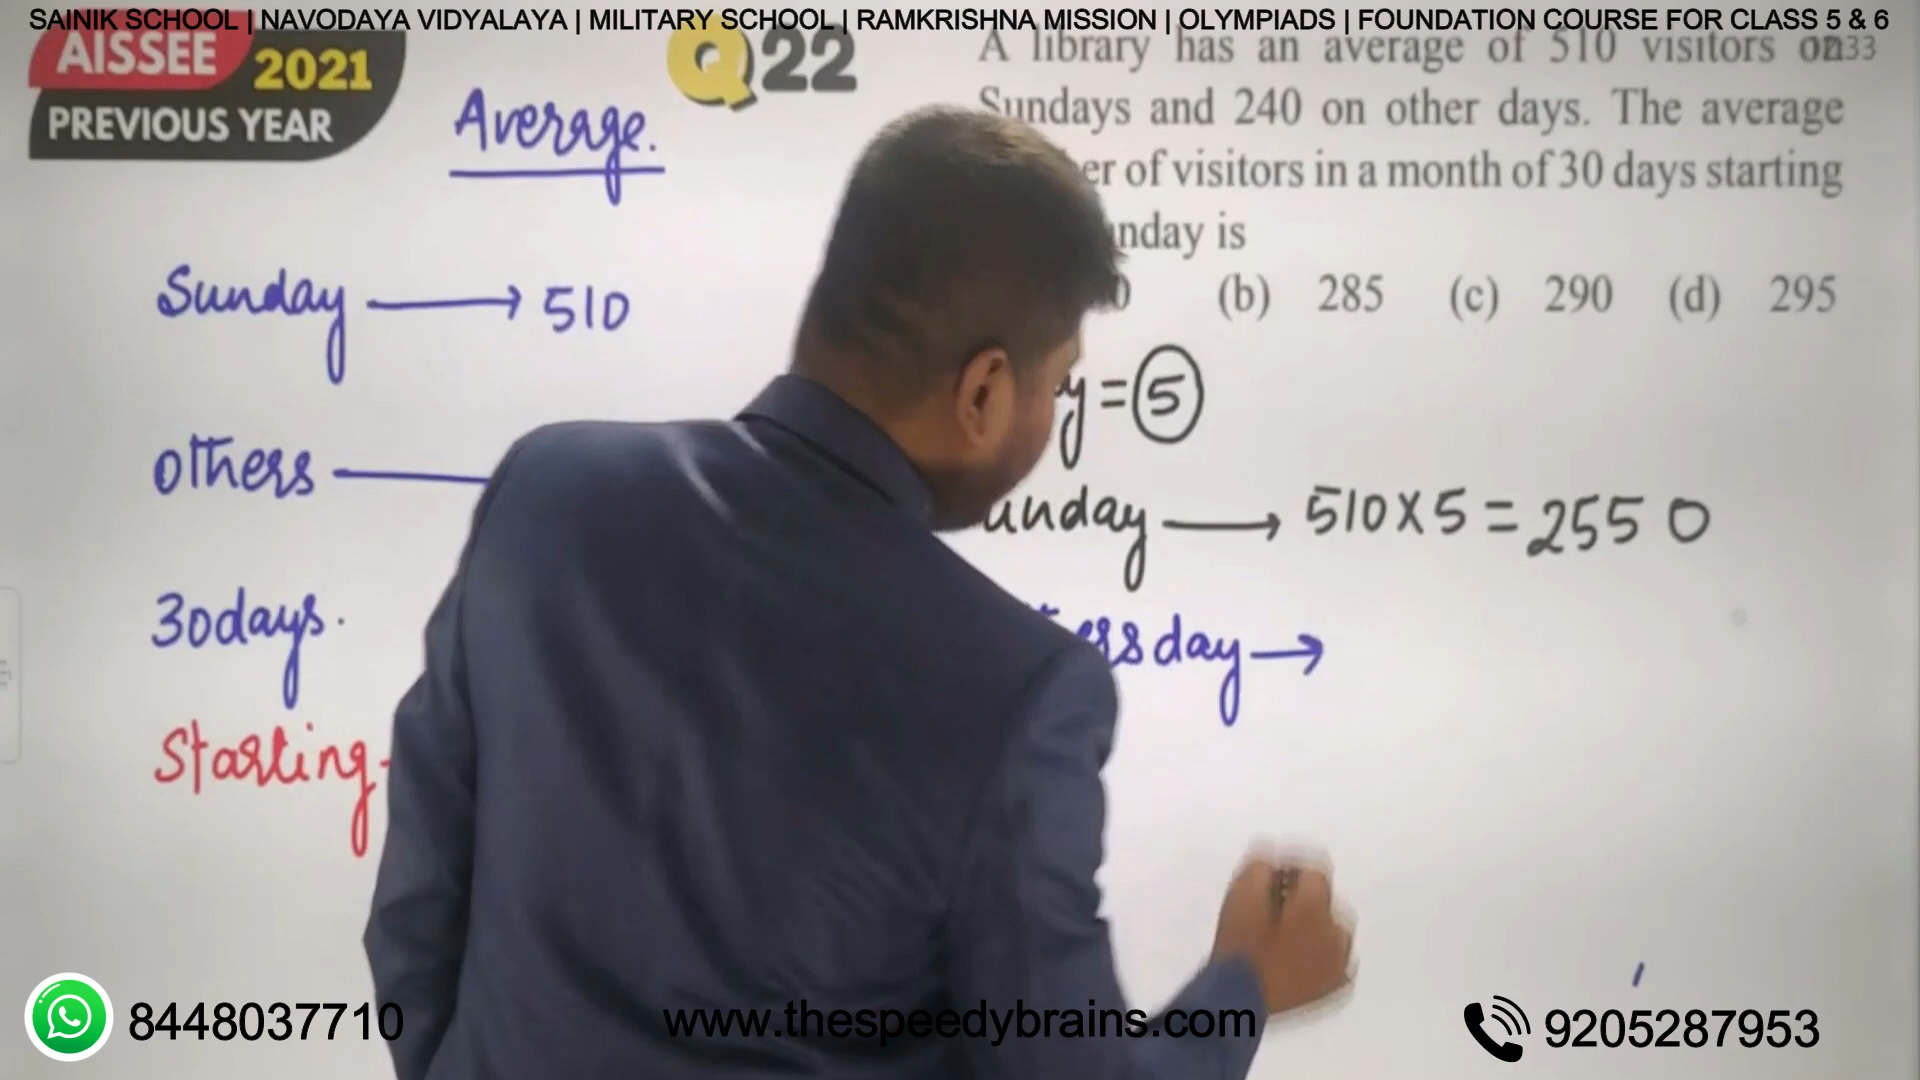 SAINIK SCHOOL | NAVODAYA VIDYALAYA | MILITARY SCHOOL | RAMKRISHNA MISSION | OLYMPIADS | FOUNDATION COURSE FOR CLASS 5 & 6
AISSEE 2021
PREVIOUS YEAR
Average.
Q22
A library has an average of 510 visitors on
Sundays and 240 on other days. The average
er of visitors in a month of 30 days starting
nday is
0 (b) 285 (c) 290 (d) 295
Sunday → 510
y = 5
others
unday → 510 x 5 = 2550
30days.
ers day →
Starting
8448037710
www.thespeedybrains.com
9205287953